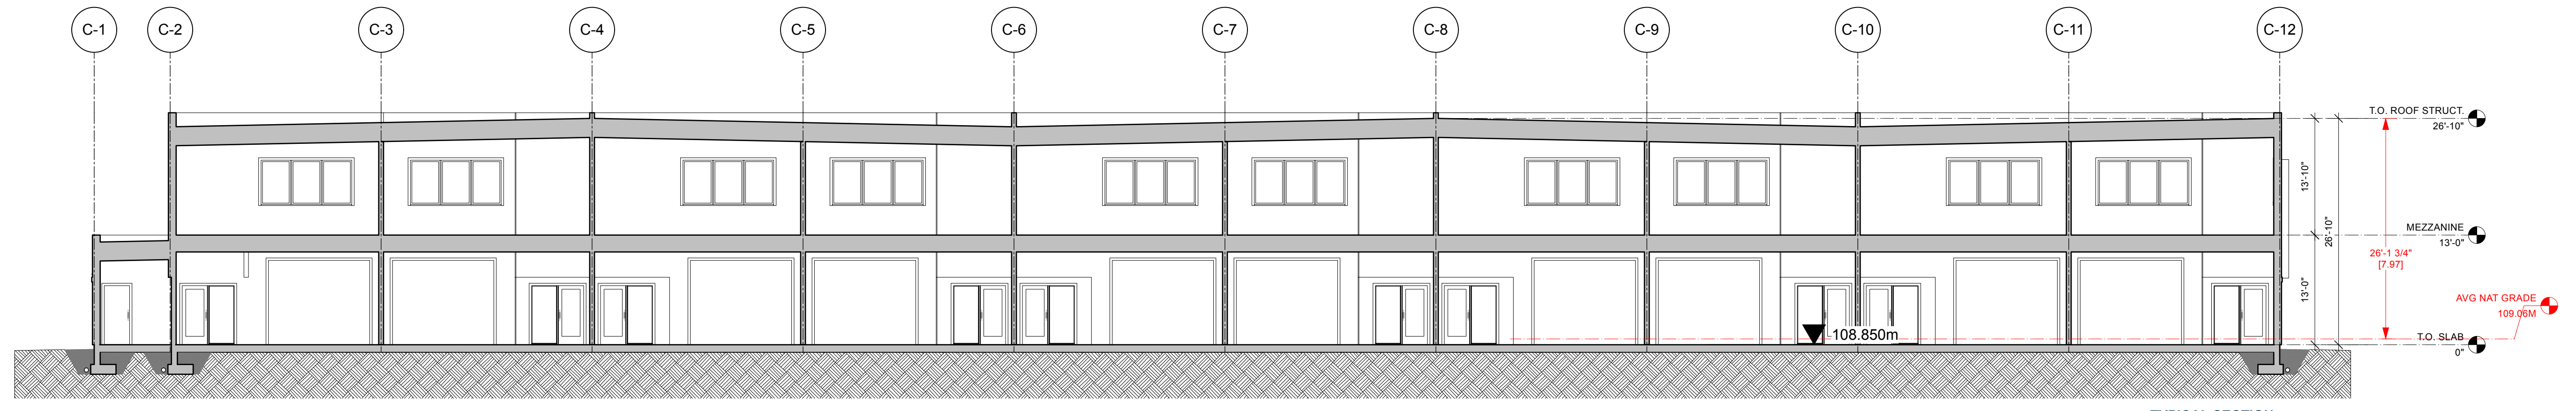 C-1 C-2 C-3 C-4 C-5 C-6 C-7 C-8 C-9 C-10 C-11 C-12
T.O. ROOF STRUCT.
26'-10"
13'-10"
26'-10"
MEZZANINE
13'-0"
26'-1 3/4"
[7.97]
13'-0"
AVG NAT GRADE
109.06M
108.850m
T.O. SLAB
0"
TYPICAL SECTION